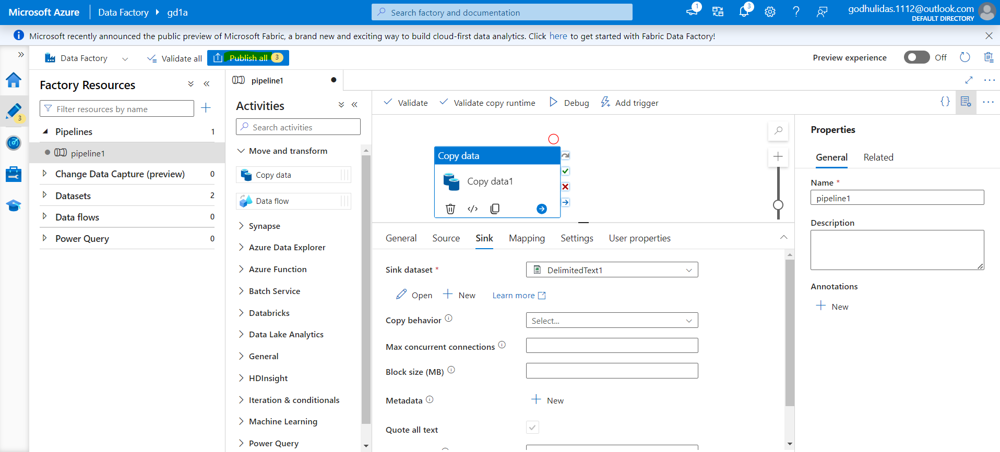 Microsoft Azure
Data Factory
gd1a
Search factory and documentation
1
3
godhulidas.1112@outlook.com
DEFAULT DIRECTORY
Microsoft recently announced the public preview of Microsoft Fabric, a brand new and exciting way to build cloud-first data analytics. Click here to get started with Fabric Data Factory!
Data Factory
Validate all
Publish all 3
Preview experience
Off
3
Factory Resources
Filter resources by name
Pipelines 1
pipeline1
Change Data Capture (preview) 0
Datasets 2
Data flows 0
Power Query 0
pipeline1
Activities
Search activities
Move and transform
Copy data
Data flow
Synapse
Azure Data Explorer
Azure Function
Batch Service
Databricks
Data Lake Analytics
General
HDInsight
Iteration & conditionals
Machine Learning
Power Query
Validate
Validate copy runtime
Debug
Add trigger
Copy data
Copy data1
General
Source
Sink
Mapping
Settings
User properties
Sink dataset *
DelimitedText1
Open
New
Learn more
Copy behavior
Select...
Max concurrent connections
Block size (MB)
Metadata
New
Quote all text
Properties
General
Related
Name *
pipeline1
Description
Annotations
New